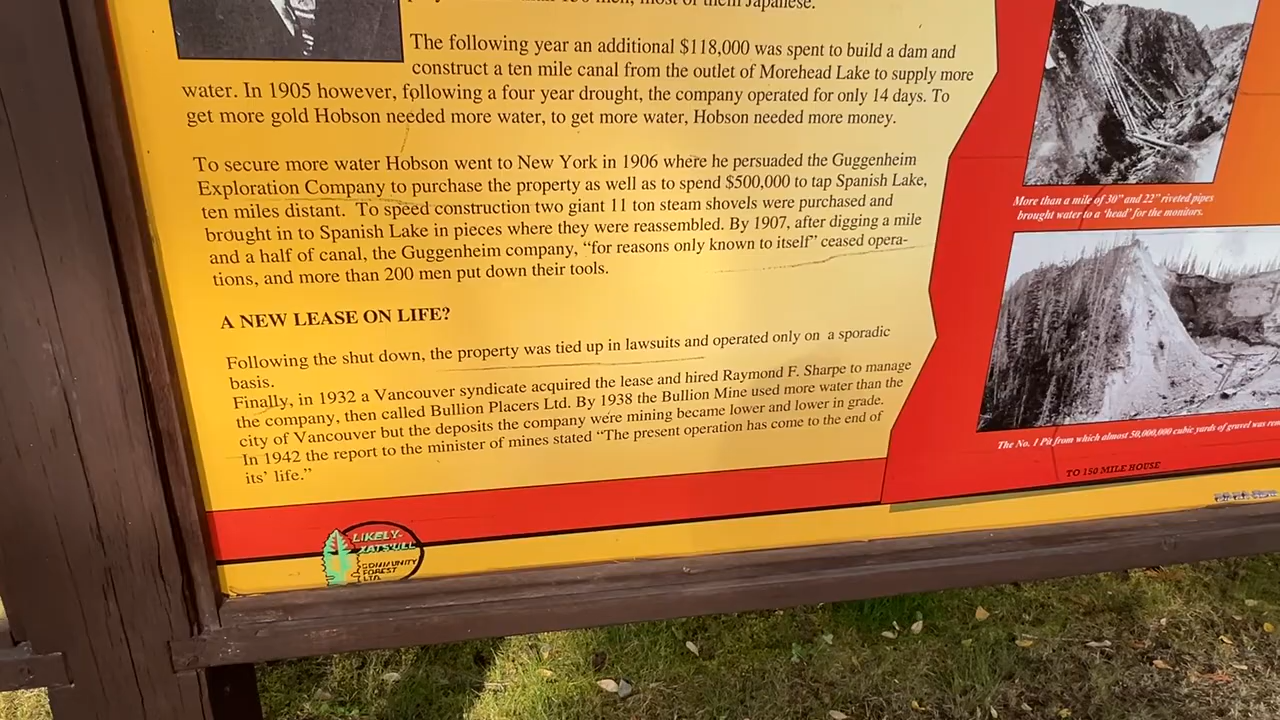 men, most of them Japanese.
The following year an additional $118,000 was spent to build a dam and
construct a ten mile canal from the outlet of Morehead Lake to supply more
water. In 1905 however, following a four year drought, the company operated for only 14 days. To
get more gold Hobson needed more water, to get more water, Hobson needed more money.
To secure more water Hobson went to New York in 1906 where he persuaded the Guggenheim
Exploration Company to purchase the property as well as to spend $500,000 to tap Spanish Lake,
ten miles distant. To speed construction two giant 11 ton steam shovels were purchased and
brought in to Spanish Lake in pieces where they were reassembled. By 1907, after digging a mile
and a half of canal, the Guggenheim company, “for reasons only known to itself” ceased opera-
tions, and more than 200 men put down their tools.
A NEW LEASE ON LIFE?
Following the shut down, the property was tied up in lawsuits and operated only on a sporadic
basis.
Finally, in 1932 a Vancouver syndicate acquired the lease and hired Raymond F. Sharpe to manage
the company, then called Bullion Placers Ltd. By 1938 the Bullion Mine used more water than the
city of Vancouver but the deposits the company were mining became lower and lower in grade.
In 1942 the report to the minister of mines stated “The present operation has come to the end of
its' life.”
More than a mile of 30” and 22” riveted pipes
brought water to a ‘head’ for the monitors.
The No. 1 Pit from which almost 50,000,000 cubic yards of gravel was
TO 150 MILE HOUSE
LIKELY-
XATS'ULL
COMMUNITY
FOREST
LTD.